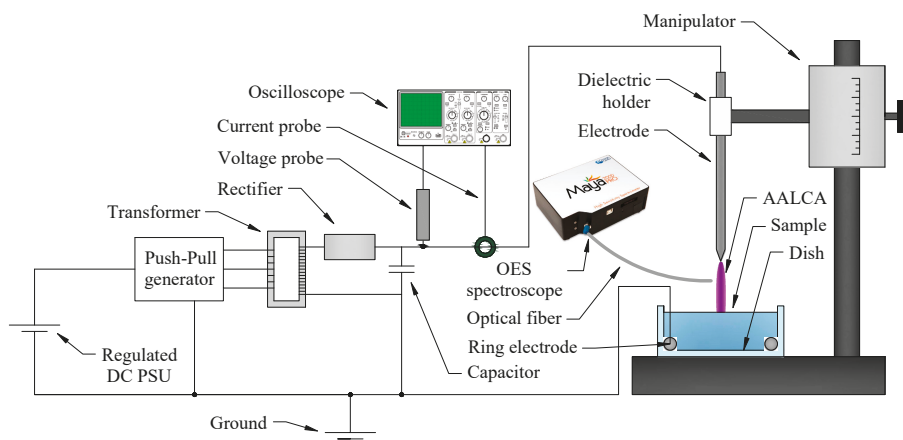 Manipulator
Dielectric
holder
Oscilloscope
Current probe
Electrode
Voltage probe
Rectifier
AALCA
Transformer
Sample
Dish
Push-Pull
generator
Maya
OES
spectroscope
Optical fiber
Ring electrode
Regulated
DC PSU
Capacitor
Ground